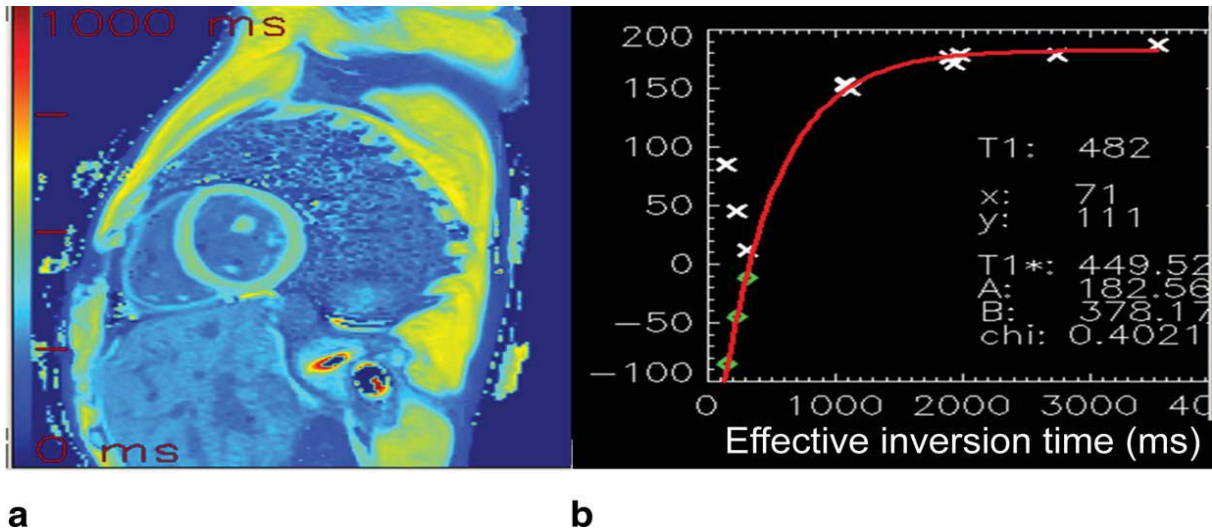 1000 ms
0 ms
a
200
150
100
50
0
−50
−100
T1: 482
x: 71
y: 111
T1*: 449.52
A: 182.56
B: 378.17
chi: 0.4021
0 1000 2000 3000 40
Effective inversion time (ms)
b